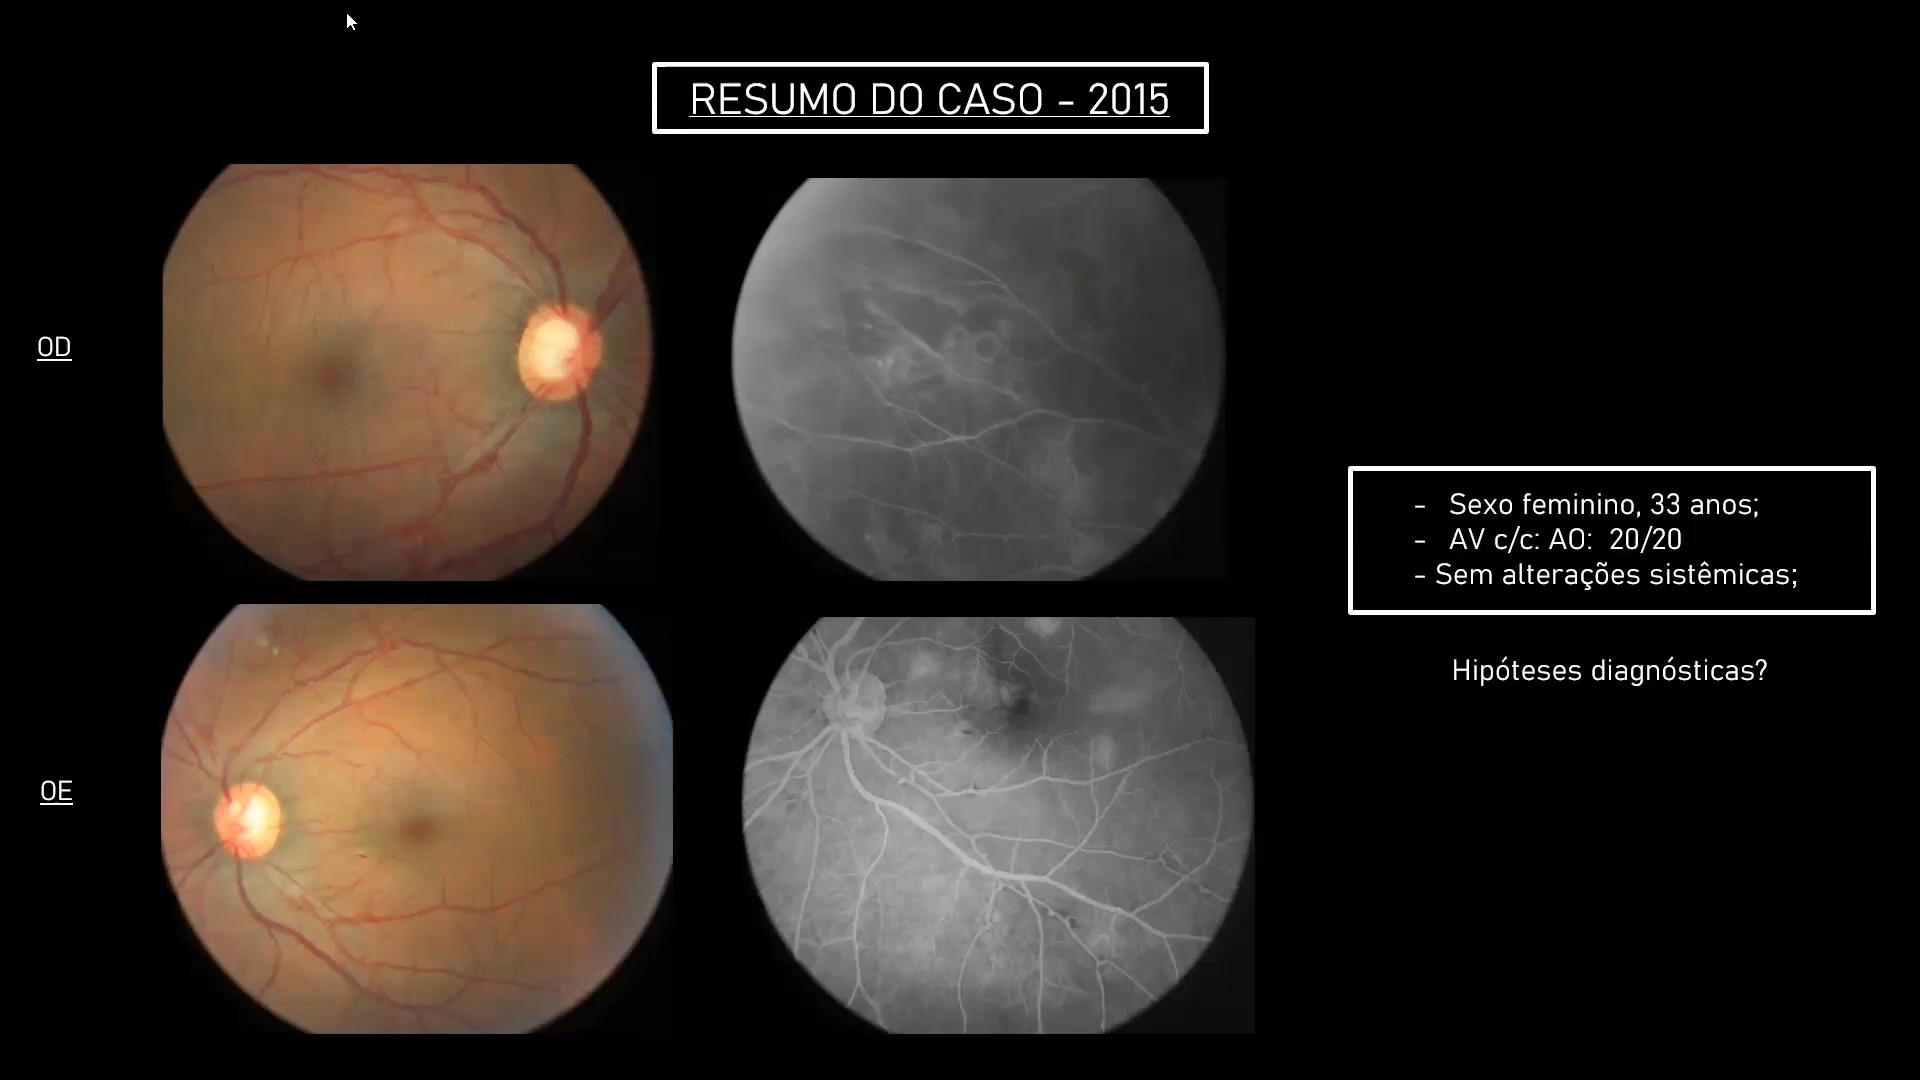 RESUMO DO CASO - 2015
OD
- Sexo feminino, 33 anos;
- AV c/c: AO: 20/20
- Sem alterações sistêmicas;
Hipóteses diagnósticas?
OE